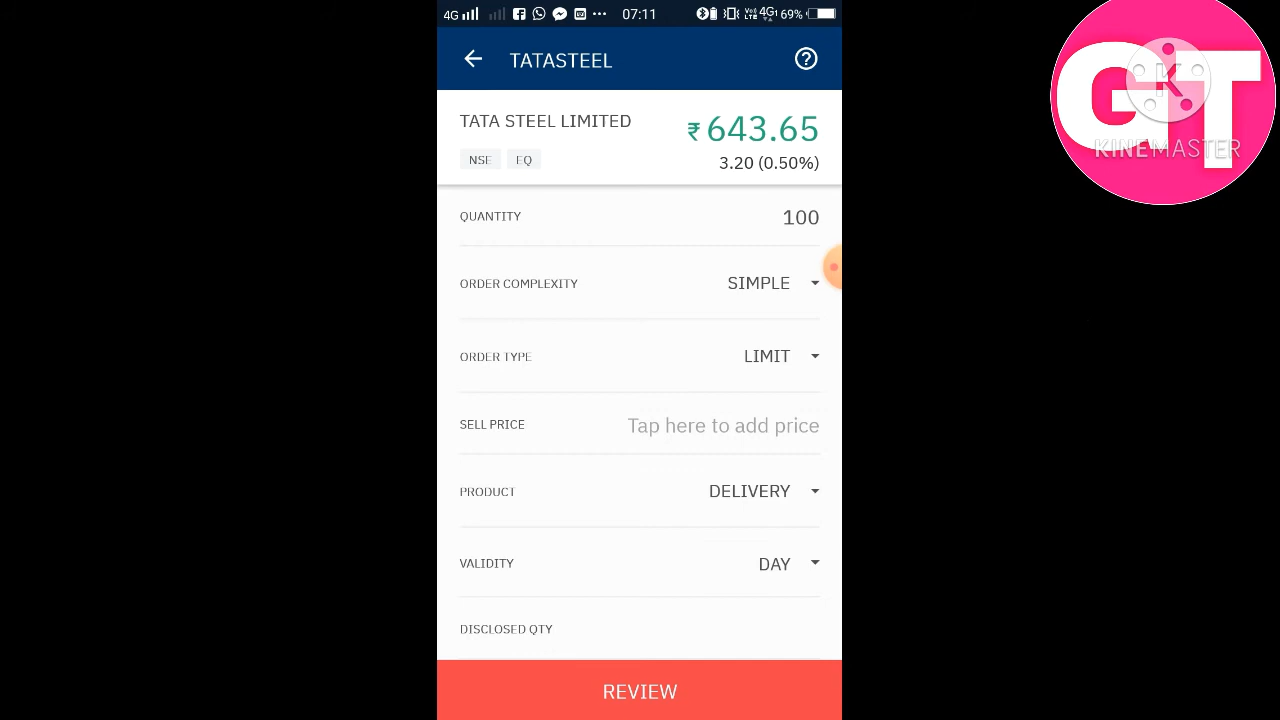 4G 07:11 4G 69%
TATASTEEL
TATA STEEL LIMITED
₹ 643.65
NSE EQ
3.20 (0.50%)
QUANTITY 100
ORDER COMPLEXITY SIMPLE
ORDER TYPE LIMIT
SELL PRICE Tap here to add price
PRODUCT DELIVERY
VALIDITY DAY
DISCLOSED QTY
REVIEW
GT
K
KINEMASTER